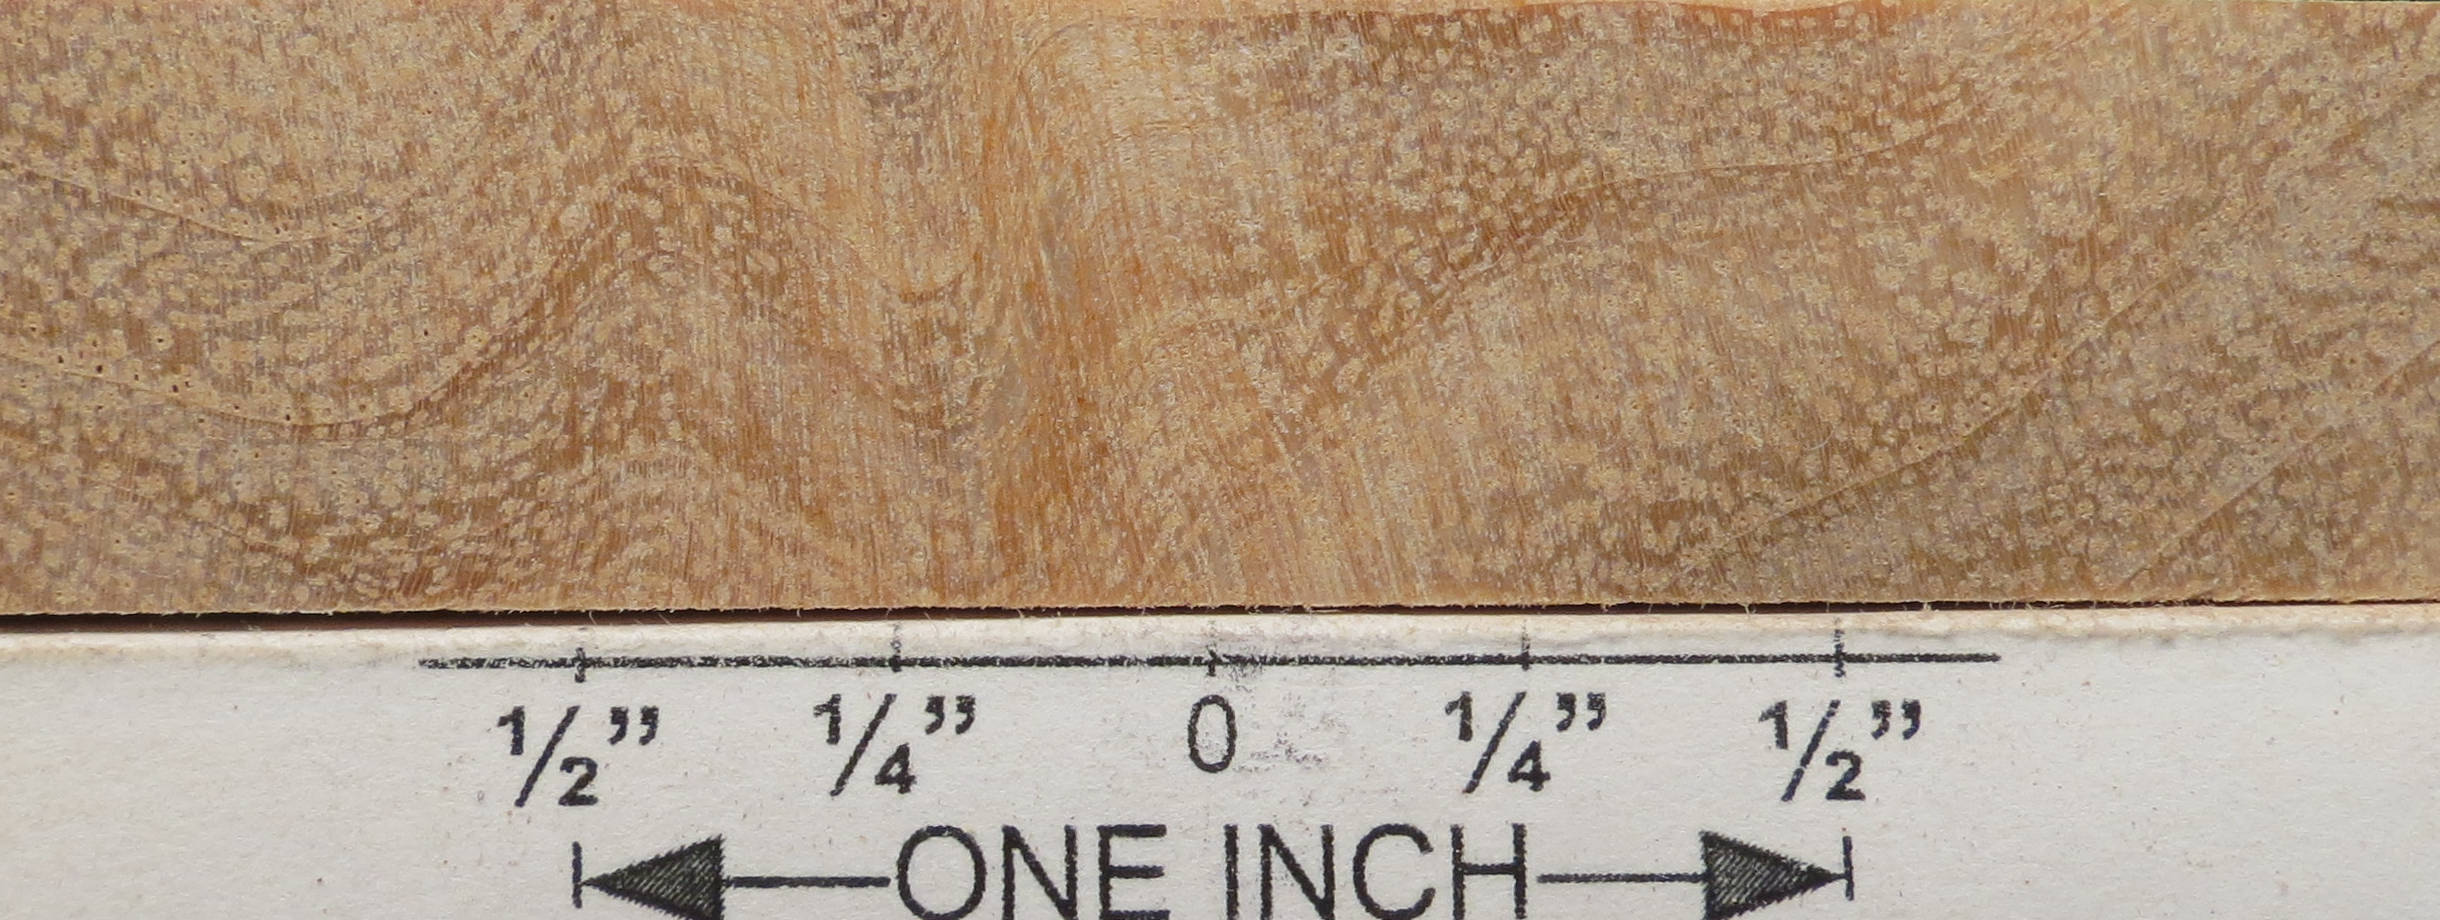 1/2” 1/4” 0 1/4” 1/2”
ONE INCH